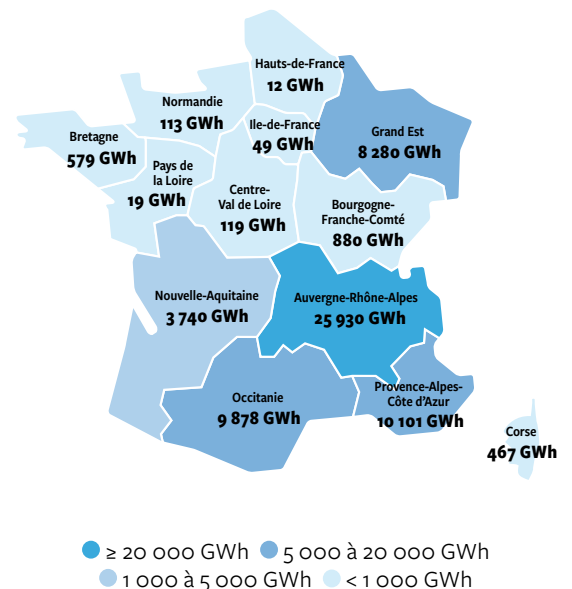 Hauts-de-France
12 GWh
Normandie
113 GWh
Ile-de-France
49 GWh
Grand Est
8 280 GWh
Bretagne
579 GWh
Pays de
la Loire
19 GWh
Centre-
Val de Loire
119 GWh
Bourgogne-
Franche-Comté
880 GWh
Nouvelle-Aquitaine
3 740 GWh
Auvergne-Rhône-Alpes
25 930 GWh
Occitanie
9 878 GWh
Provence-Alpes-
Côte d'Azur
10 101 GWh
Corse
467 GWh
≥ 20 000 GWh
5 000 à 20 000 GWh
1 000 à 5 000 GWh
< 1 000 GWh